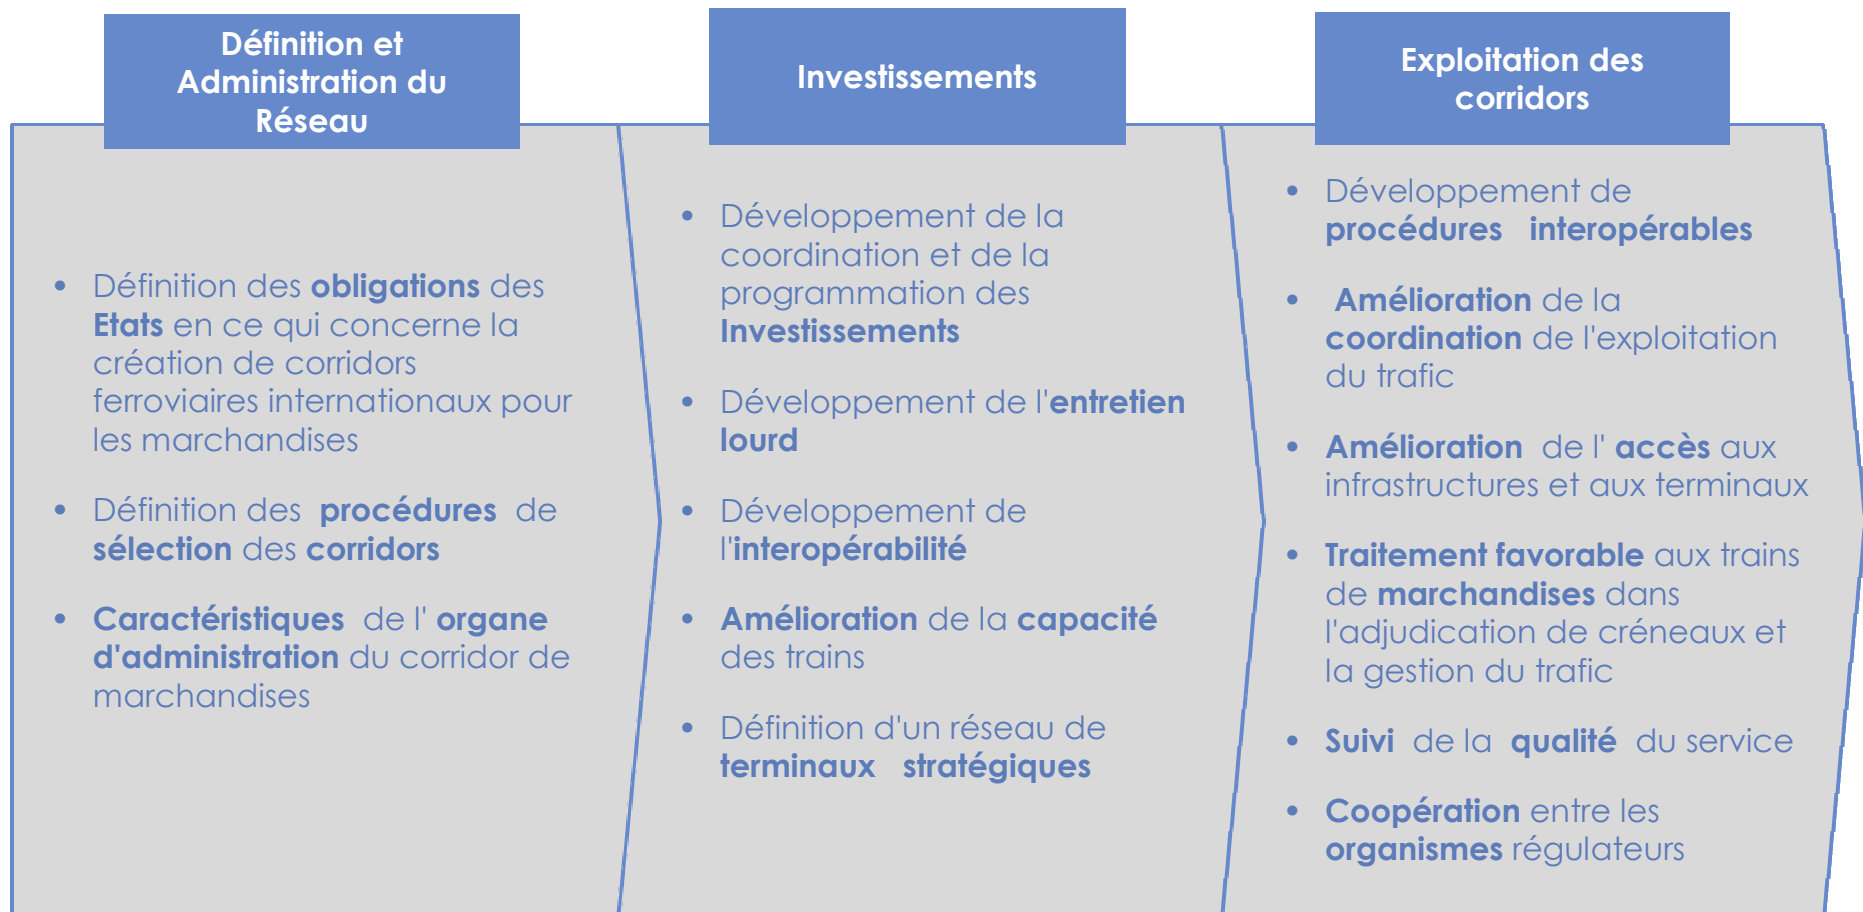 Définition et
Administration du
Réseau
• Définition des obligations des
Etats en ce qui concerne la
création de corridors
ferroviaires internationaux pour
les marchandises
• Définition des procédures de
sélection des corridors
• Caractéristiques de l' organe
d'administration du corridor de
marchandises
Investissements
• Développement de la
coordination et de la
programmation des
Investissements
• Développement de l'entretien
lourd
• Développement de
l'interopérabilité
• Amélioration de la capacité
des trains
• Définition d'un réseau de
terminaux stratégiques
Exploitation des
corridors
• Développement de
procédures interopérables
• Amélioration de la
coordination de l'exploitation
du trafic
• Amélioration de l' accès aux
infrastructures et aux terminaux
• Traitement favorable aux trains
de marchandises dans
l'adjudication de créneaux et
la gestion du trafic
• Suivi de la qualité du service
• Coopération entre les
organismes régulateurs